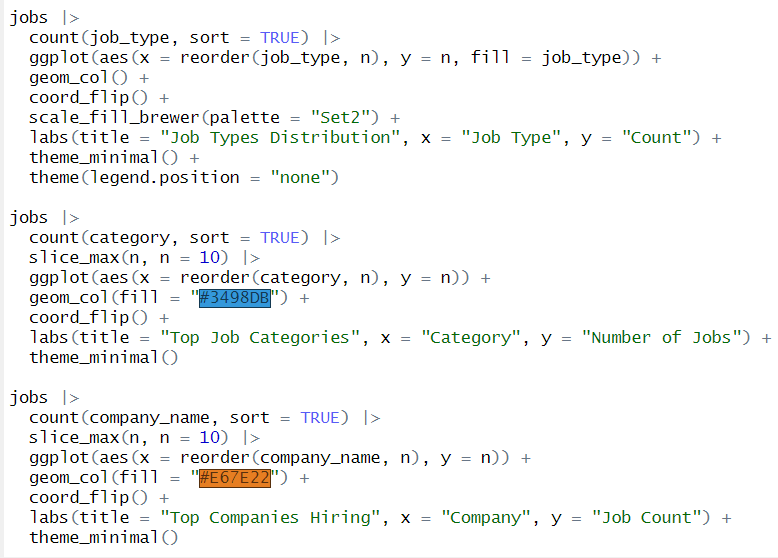 jobs |>
  count(job_type, sort = TRUE) |>
  ggplot(aes(x = reorder(job_type, n), y = n, fill = job_type)) +
  geom_col() +
  coord_flip() +
  scale_fill_brewer(palette = "Set2") +
  labs(title = "Job Types Distribution", x = "Job Type", y = "Count") +
  theme_minimal() +
  theme(legend.position = "none")

jobs |>
  count(category, sort = TRUE) |>
  slice_max(n, n = 10) |>
  ggplot(aes(x = reorder(category, n), y = n)) +
  geom_col(fill = "#3498DB") +
  coord_flip() +
  labs(title = "Top Job Categories", x = "Category", y = "Number of Jobs") +
  theme_minimal()

jobs |>
  count(company_name, sort = TRUE) |>
  slice_max(n, n = 10) |>
  ggplot(aes(x = reorder(company_name, n), y = n)) +
  geom_col(fill = "#E67E22") +
  coord_flip() +
  labs(title = "Top Companies Hiring", x = "Company", y = "Job Count") +
  theme_minimal()